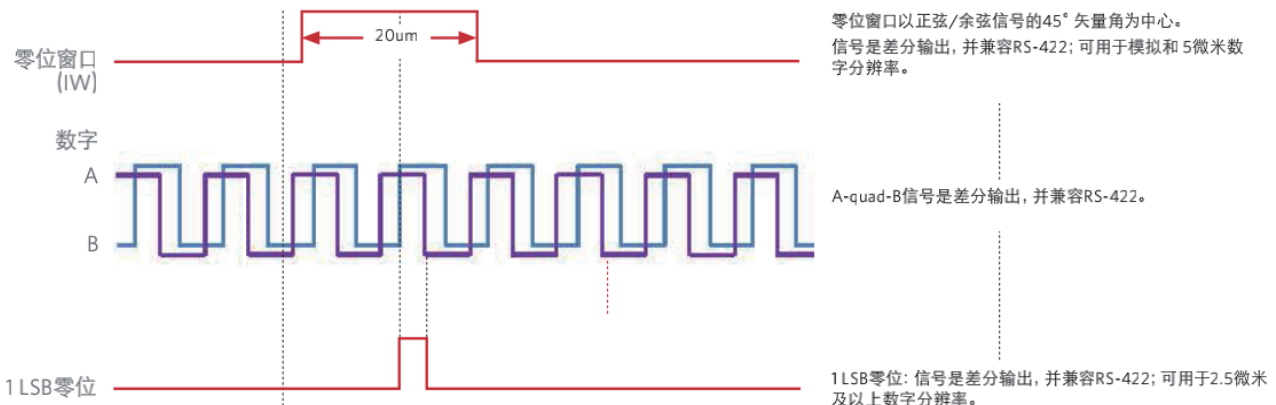 零位窗口以正弦/余弦信号的45° 矢量角为中心。
信号是差分输出, 并兼容RS-422; 可用于模拟和 5微米数
字分辨率。
20um
零位窗口
(IW)
数字
A
A-quad-B信号是差分输出, 并兼容RS-422。
B
1 LSB零位
1 LSB零位: 信号是差分输出, 并兼容RS-422; 可用于2.5微米
及以上数字分辨率。